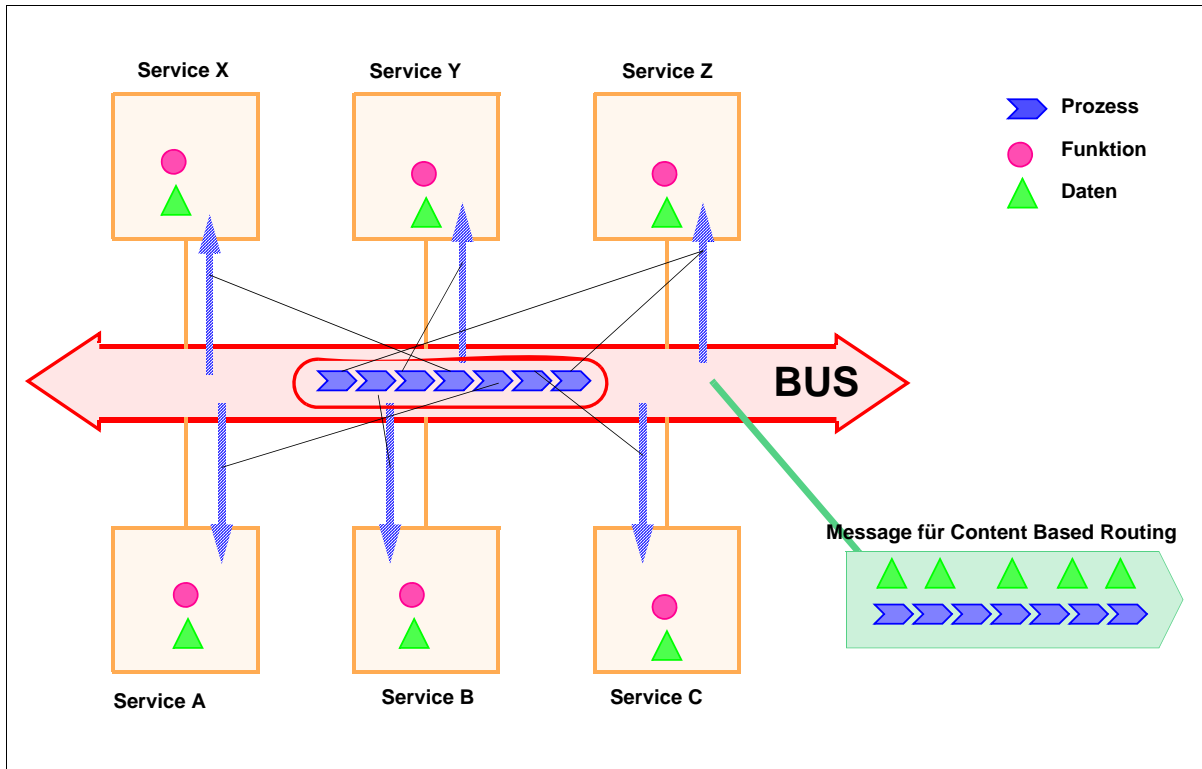 Service X
Service Y
Service Z
Prozess
Funktion
Daten
BUS
Message für Content Based Routing
Service A
Service B
Service C